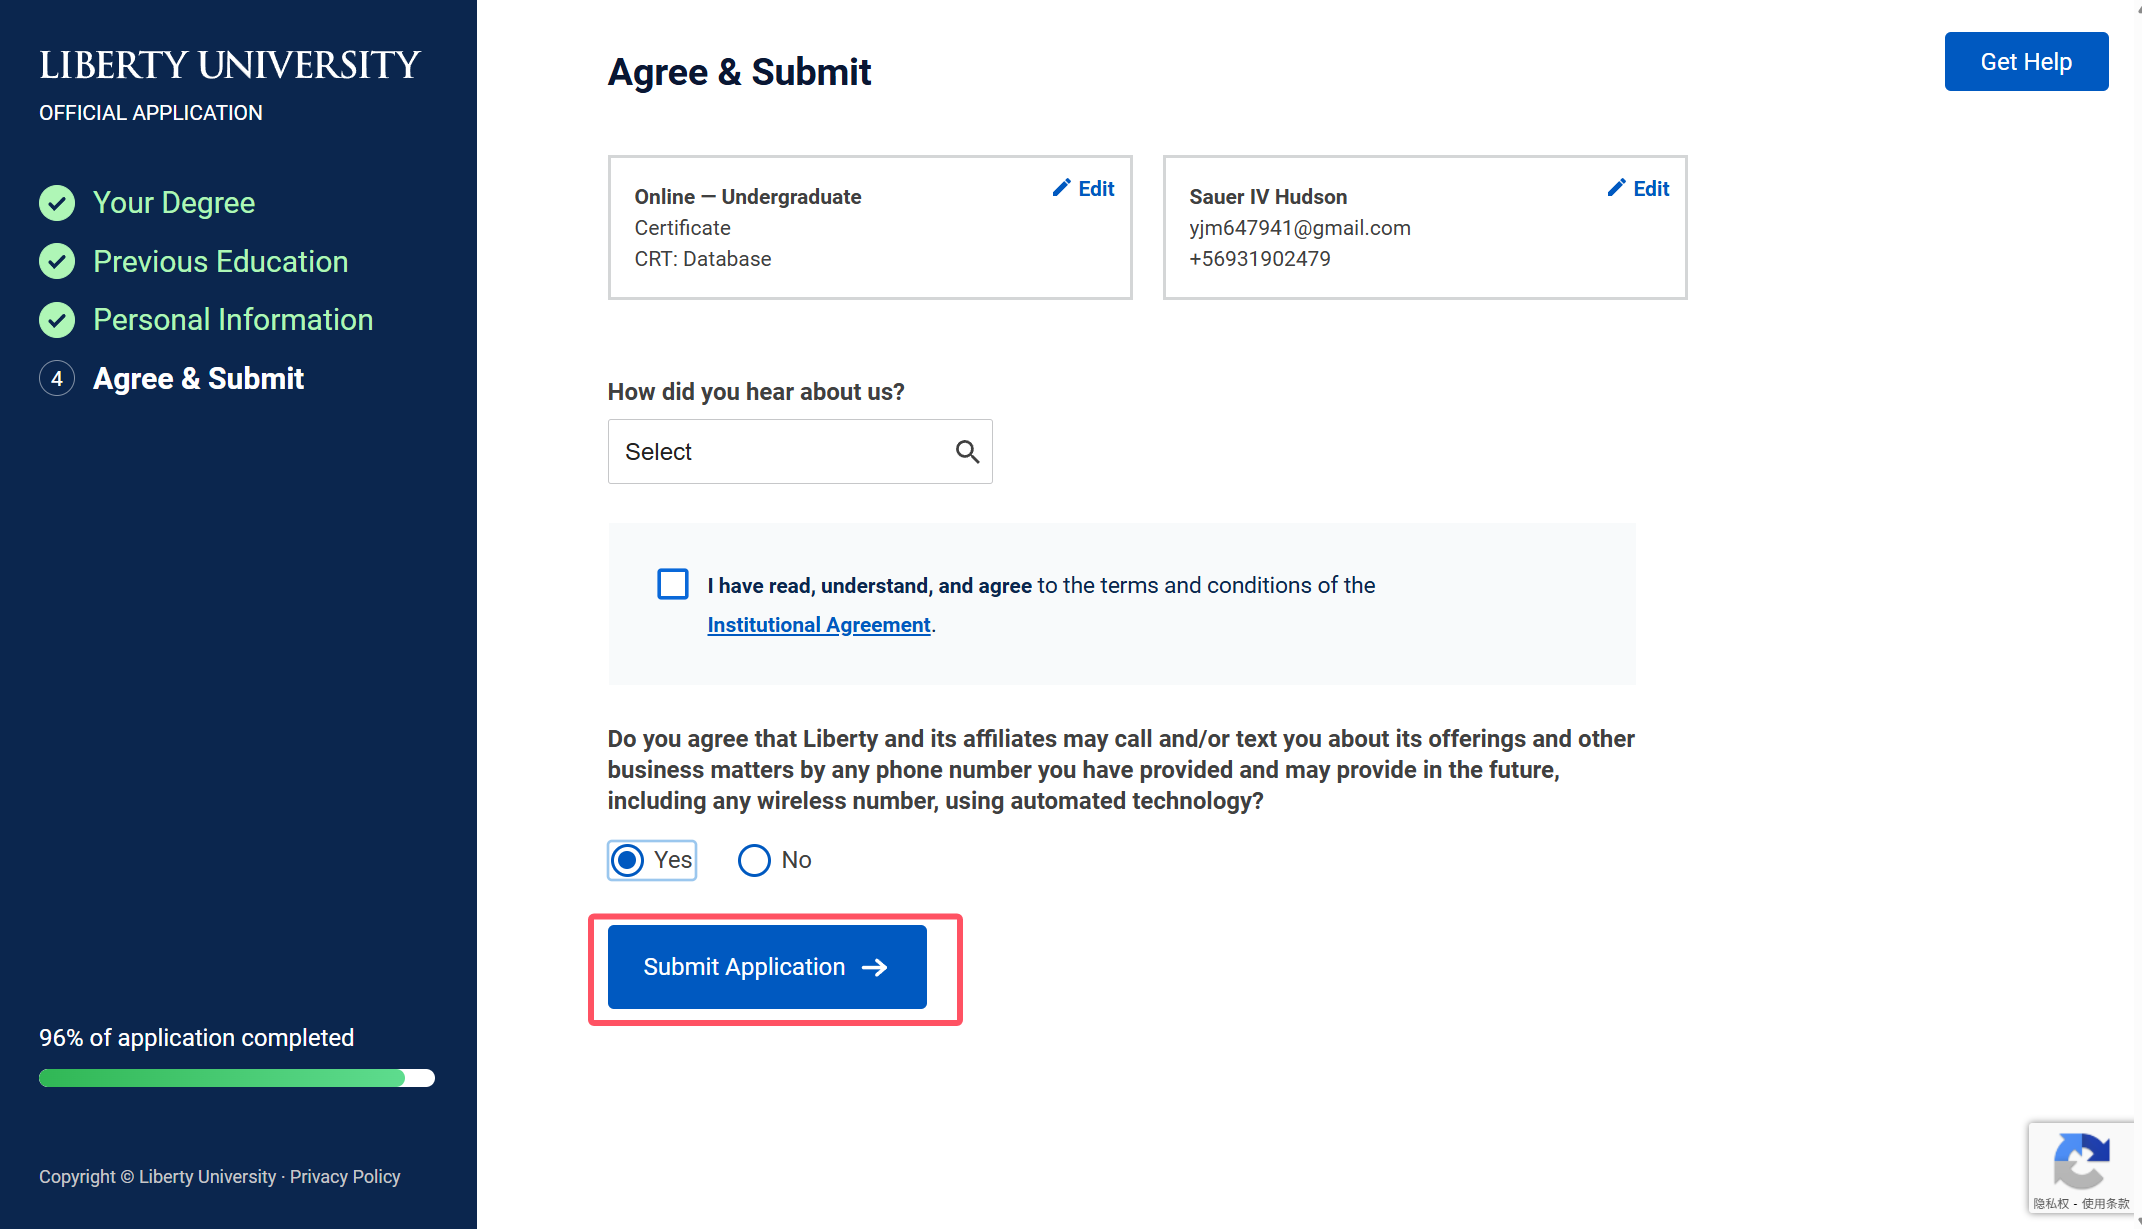 LIBERTY UNIVERSITY
OFFICIAL APPLICATION
Your Degree
Previous Education
Personal Information
4 Agree & Submit
96% of application completed
Copyright © Liberty University · Privacy Policy
Agree & Submit
Get Help
Online — Undergraduate
Edit
Certificate
CRT: Database
Sauer IV Hudson
Edit
yjm647941@gmail.com
+56931902479
How did you hear about us?
Select
I have read, understand, and agree to the terms and conditions of the
Institutional Agreement.
Do you agree that Liberty and its affiliates may call and/or text you about its offerings and other
business matters by any phone number you have provided and may provide in the future,
including any wireless number, using automated technology?
Yes No
Submit Application
隐私权 - 使用条款